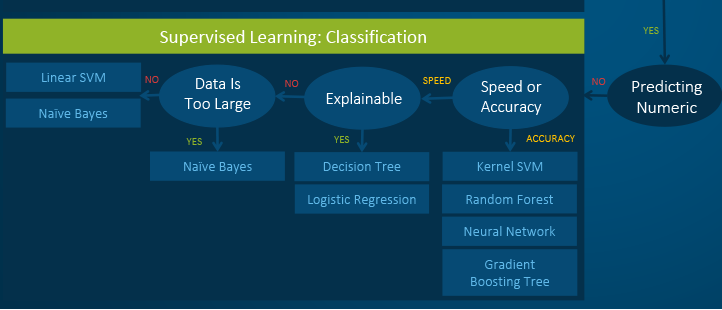 YES
Supervised Learning: Classification
Linear SVM
Naïve Bayes
NO
Data Is
Too Large
NO
Explainable
SPEED
Speed or
Accuracy
NO
Predicting
Numeric
YES
YES
ACCURACY
Naïve Bayes
Decision Tree
Logistic Regression
Kernel SVM
Random Forest
Neural Network
Gradient
Boosting Tree